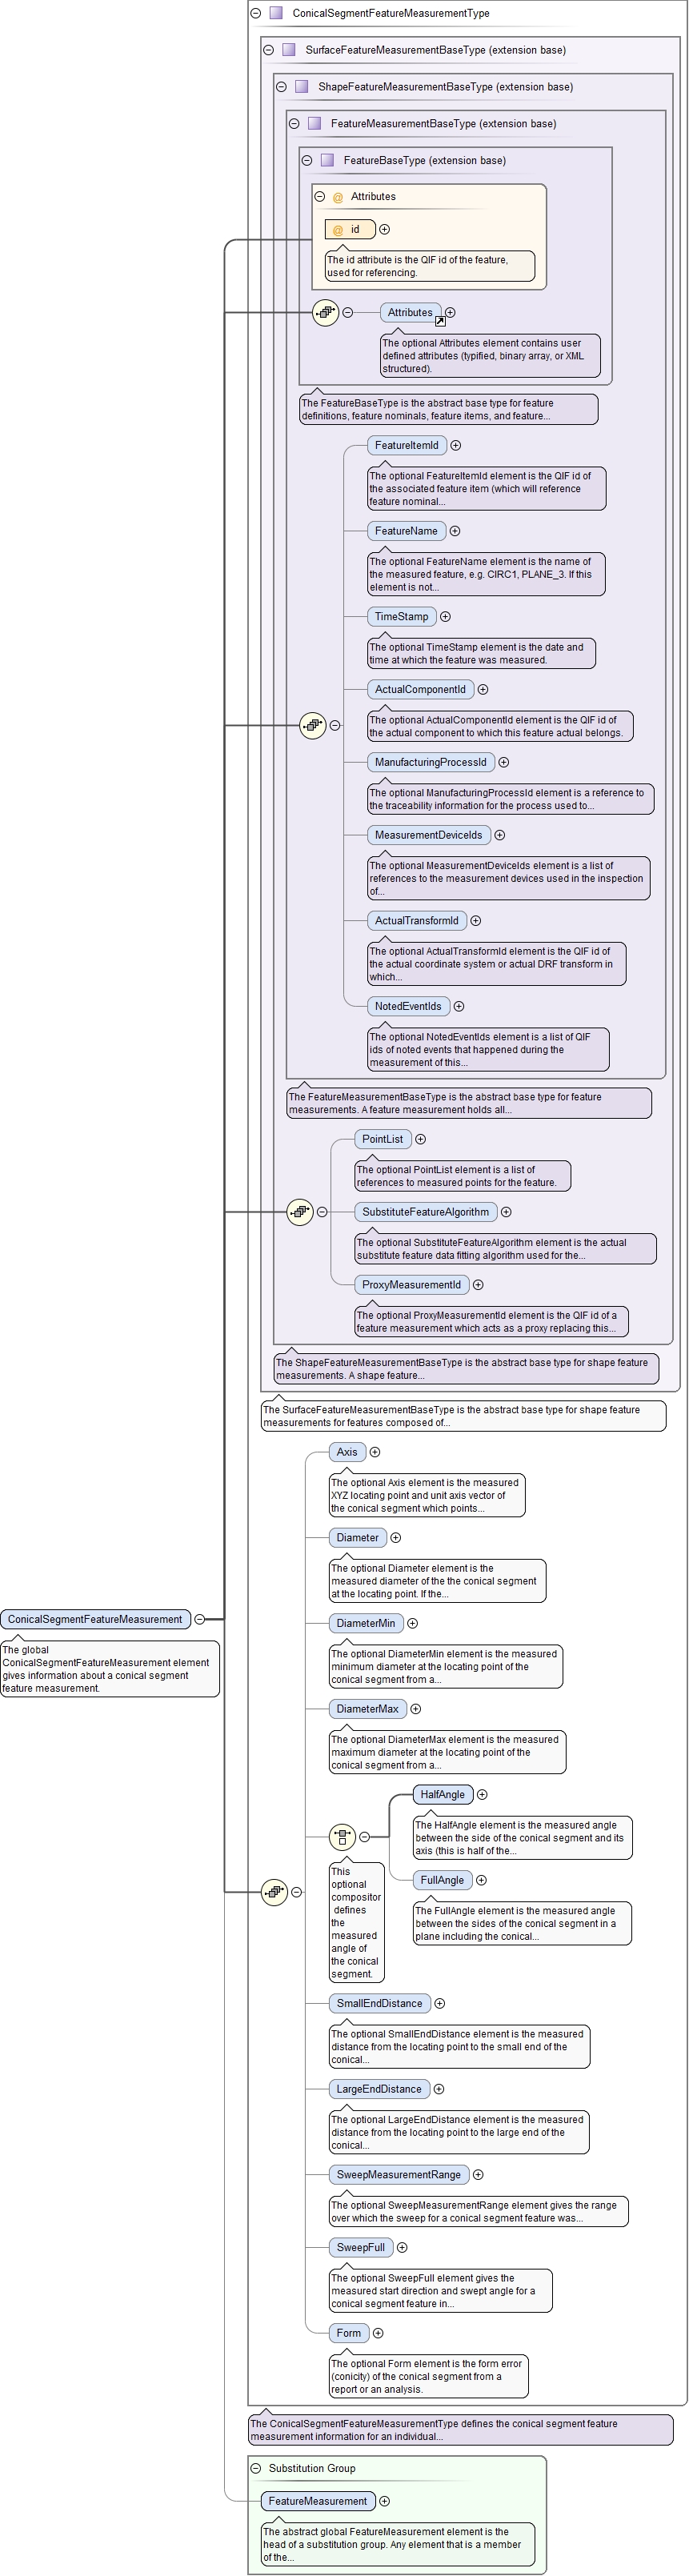 ConicalSegmentFeatureMeasurementType
SurfaceFeatureMeasurementBaseType (extension base)
ShapeFeatureMeasurementBaseType (extension base)
FeatureMeasurementBaseType (extension base)
FeatureBaseType (extension base)
@ Attributes
@ id
The id attribute is the QIF id of the feature,
used for referencing.
Attributes
The optional Attributes element contains user
defined attributes (typified, binary array, or XML
structured).
The FeatureBaseType is the abstract base type for feature
definitions, feature nominals, feature items, and feature...
FeatureItemId
The optional FeatureItemId element is the QIF id of
the associated feature item (which will reference
feature nominal...
FeatureName
The optional FeatureName element is the name of
the measured feature, e.g. CIRC1, PLANE_3. If this
element is not...
TimeStamp
The optional TimeStamp element is the date and
time at which the feature was measured.
ActualComponentId
The optional ActualComponentId element is the QIF id of
the actual component to which this feature actual belongs.
ManufacturingProcessId
The optional ManufacturingProcessId element is a reference to
the traceability information for the process used to...
MeasurementDeviceIds
The optional MeasurementDeviceIds element is a list of
references to the measurement devices used in the inspection
of...
ActualTransformId
The optional ActualTransformId element is the QIF id of
the actual coordinate system or actual DRF transform in
which...
NotedEventIds
The optional NotedEventIds element is a list of QIF
ids of noted events that happened during the
measurement of this...
The FeatureMeasurementBaseType is the abstract base type for feature
measurements. A feature measurement holds all...
PointList
The optional PointList element is a list of
references to measured points for the feature.
SubstituteFeatureAlgorithm
The optional SubstituteFeatureAlgorithm element is the actual
substitute feature data fitting algorithm used for the...
ProxyMeasurementId
The optional ProxyMeasurementId element is the QIF id of a
feature measurement which acts as a proxy replacing this...
The ShapeFeatureMeasurementBaseType is the abstract base type for shape feature
measurements. A shape feature...
The SurfaceFeatureMeasurementBaseType is the abstract base type for shape feature
measurements for features composed of...
Axis
The optional Axis element is the measured
XYZ locating point and unit axis vector of
the conical segment which points...
Diameter
The optional Diameter element is the
measured diameter of the the conical segment
at the locating point. If the...
ConicalSegmentFeatureMeasurement
The global
ConicalSegmentFeatureMeasurement element
gives information about a conical segment
feature measurement.
DiameterMin
The optional DiameterMin element is the measured
minimum diameter at the locating point of the
conical segment from a...
DiameterMax
The optional DiameterMax element is the measured
maximum diameter at the locating point of the
conical segment from a...
HalfAngle
The HalfAngle element is the measured angle
between the side of the conical segment and its
axis (this is half of the...
This
optional
compositor
defines
the
measured
angle of
the conical
segment.
FullAngle
The FullAngle element is the measured angle
between the sides of the conical segment in a
plane including the conical...
SmallEndDistance
The optional SmallEndDistance element is the measured
distance from the locating point to the small end of the
conical...
LargeEndDistance
The optional LargeEndDistance element is the measured
distance from the locating point to the large end of the
conical...
SweepMeasurementRange
The optional SweepMeasurementRange element gives the range
over which the sweep for a conical segment feature was...
SweepFull
The optional SweepFull element gives the
measured start direction and swept angle for a
conical segment feature in...
Form
The optional Form element is the form error
(conicity) of the conical segment from a
report or an analysis.
The ConicalSegmentFeatureMeasurementType defines the conical segment feature
measurement information for an individual...
Substitution Group
FeatureMeasurement
The abstract global FeatureMeasurement element is the
head of a substitution group. Any element that is a member
of the...